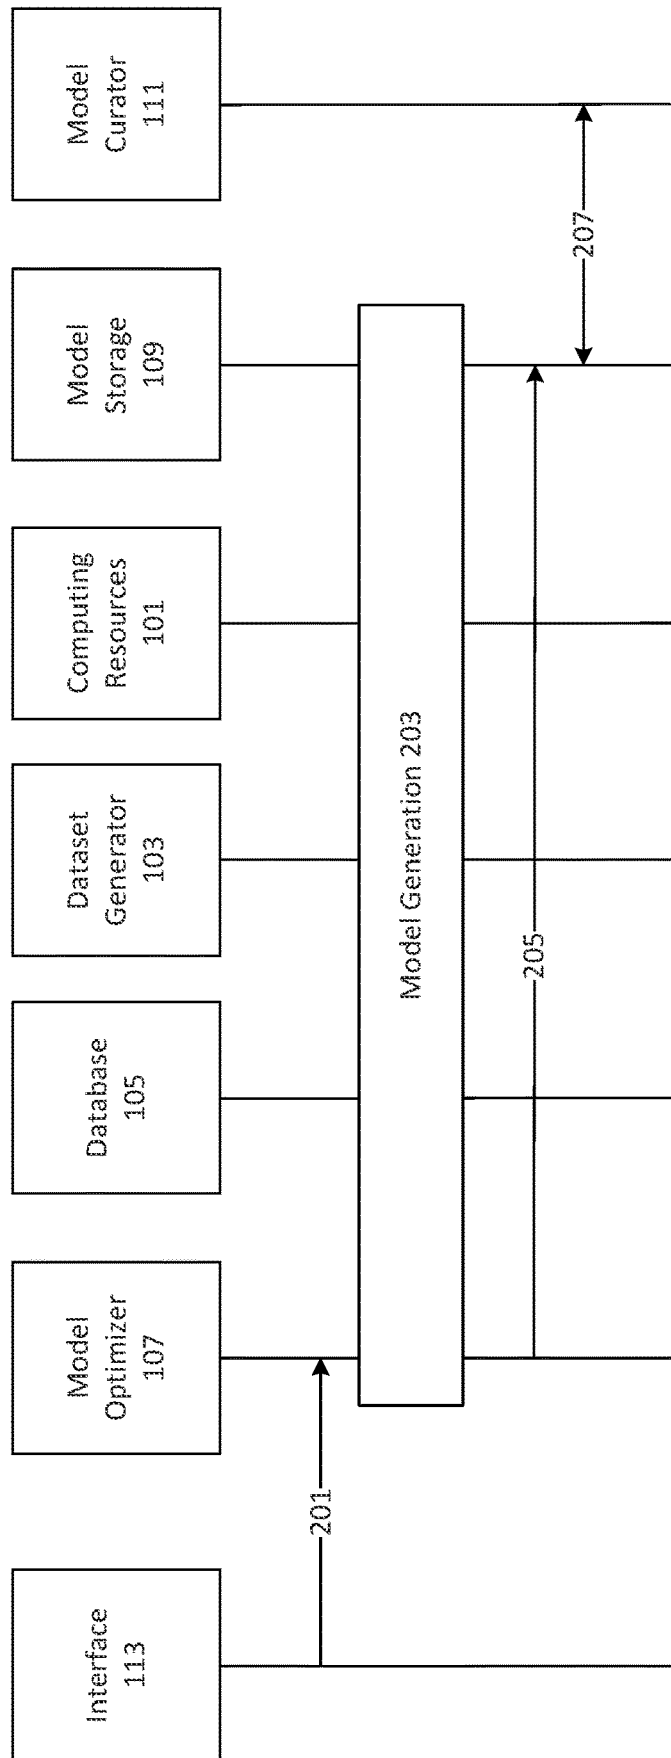 Interface
113
Model
Optimizer
107
Database
105
Dataset
Generator
103
Computing
Resources
101
Model
Storage
109
Model
Curator
111
201
Model Generation 203
205
207